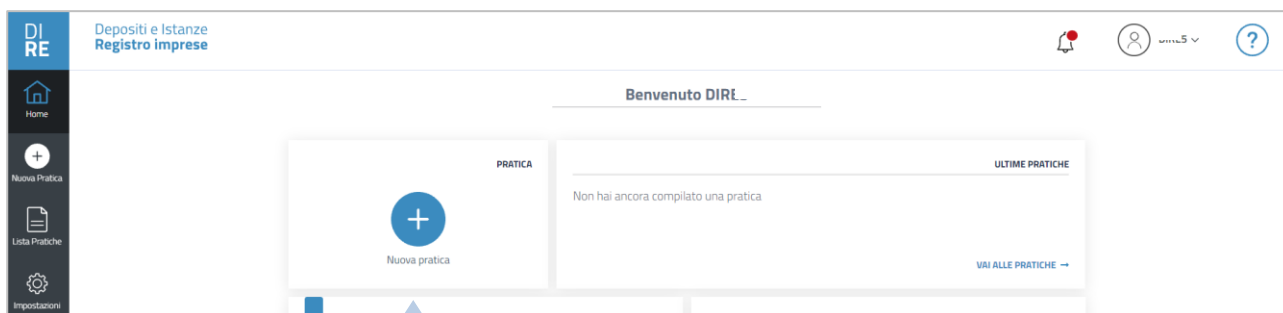 DI
RE
Depositi e Istanze
Registro imprese
?
Home
Nuova Pratica
Lista Pratiche
Impostazioni
Benvenuto
PRATICA
Nuova pratica
ULTIME PRATICHE
Non hai ancora compilato una pratica
VAI ALLE PRATICHE →